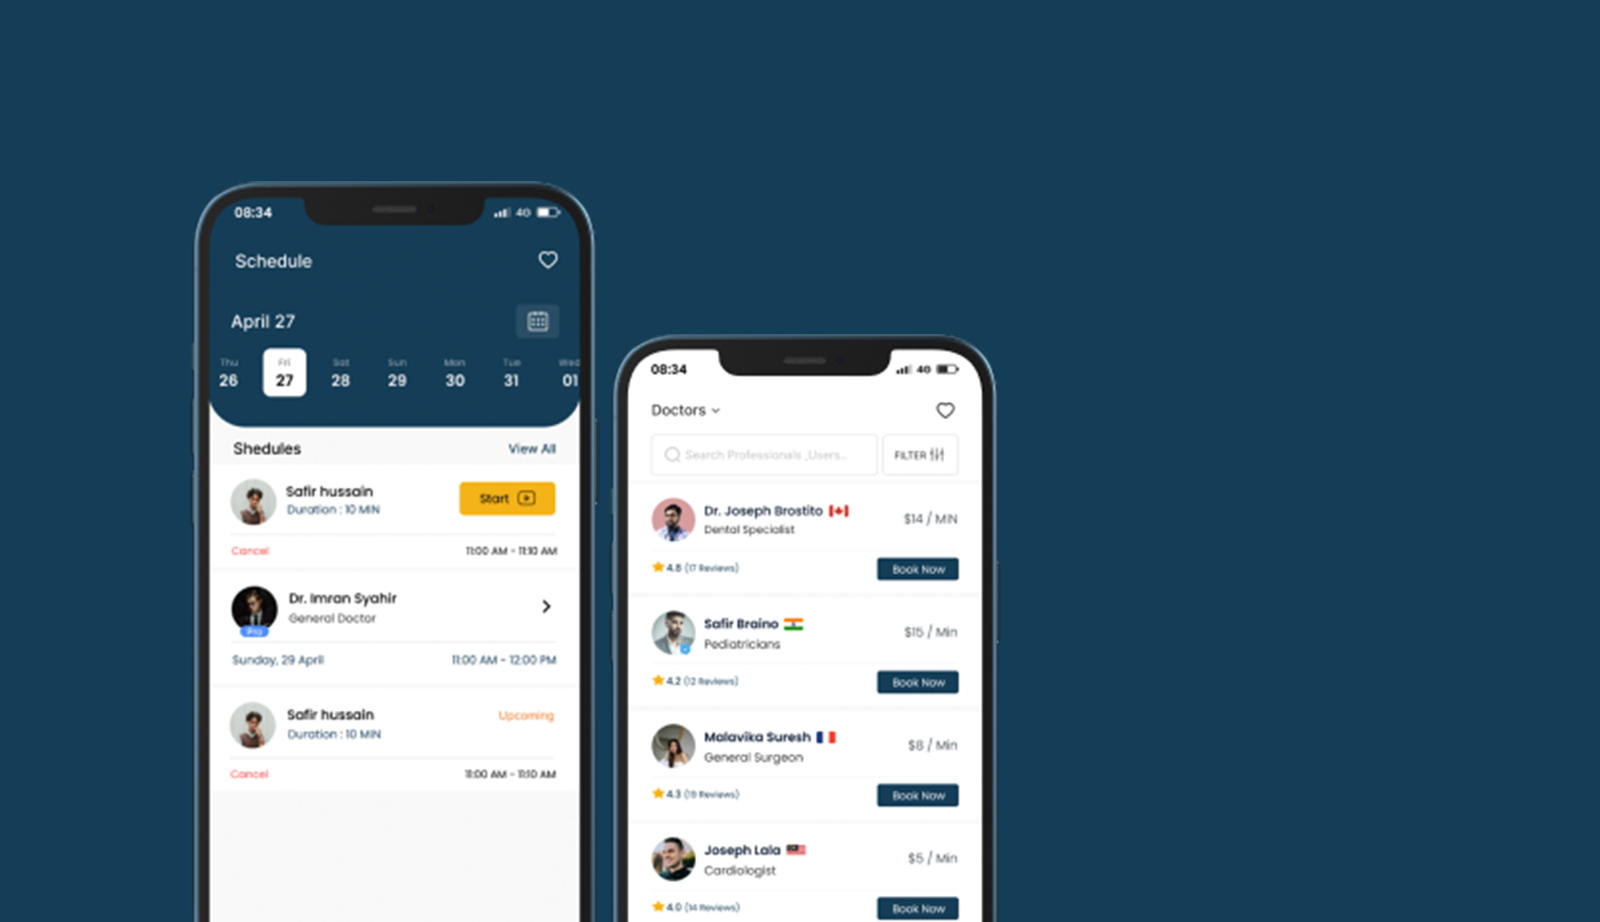 08:34
4G
Schedule
April 27
Thu Fri Sat Sun Mon Tue Wed
26 27 28 29 30 31 01
Shedules View All
Safir hussain
Duration : 10 MIN
Start
Cancel 11:00 AM - 11:10 AM
Dr. Imran Syahir
General Doctor
Pro
Sunday, 29 April 11:00 AM - 12:00 PM
Safir hussain Upcoming
Duration : 10 MIN
Cancel 11:00 AM - 11:10 AM
08:34 4G
Doctors
Search Professionals ,Users.. FILTER
Dr. Joseph Brostito $14 / MIN
Dental Specialist
4.8 (17 Reviews) Book Now
Safir Braino $15 / Min
Pediatricians
4.2 (12 Reviews) Book Now
Malavika Suresh $8 / Min
General Surgeon
4.3 (19 Reviews) Book Now
Joseph Lala $5 / Min
Cardiologist
4.0 (14 Reviews) Book Now